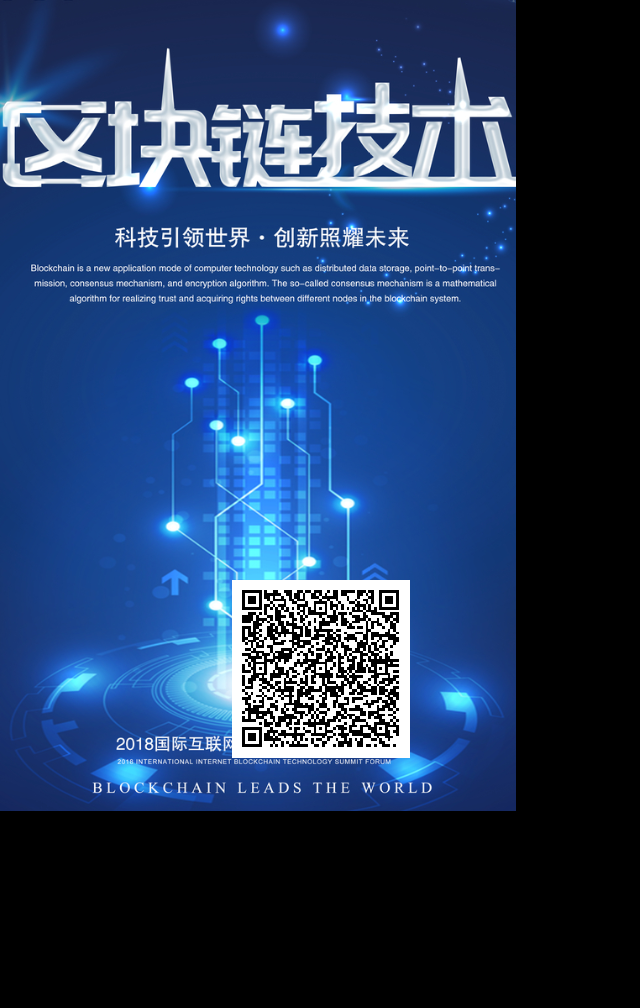 区块链技术
科技引领世界·创新照耀未来
Blockchain is a new application mode of computer technology such as distributed data storage, point-to-point trans-
mission, consensus mechanism, and encryption algorithm. The so-called consensus mechanism is a mathematical
algorithm for realizing trust and acquiring rights between different nodes in the blockchain system.
2018国际互联网
2018 INTERNATIONAL INTERNET BLOCKCHAIN TECHNOLOGY SUMMIT FORUM
BLOCKCHAIN LEADS THE WORLD